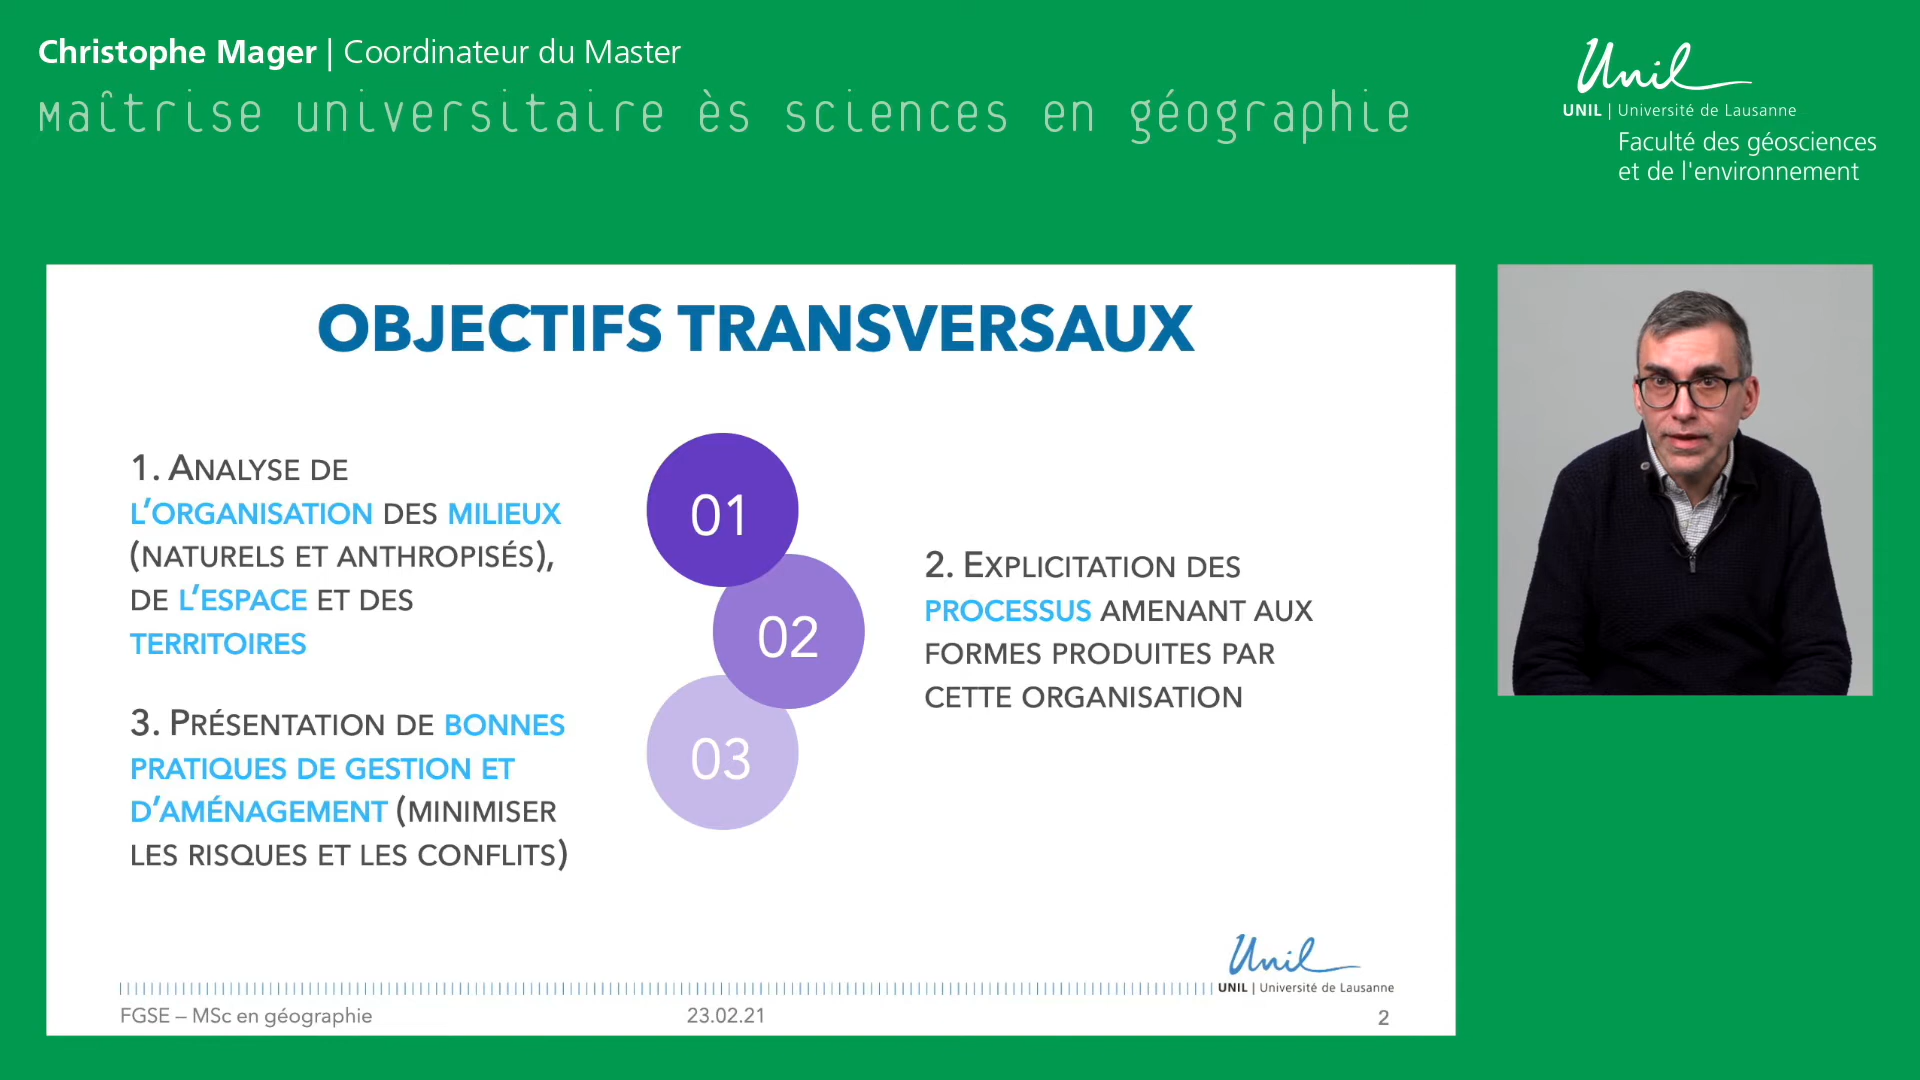 Christophe Mager | Coordinateur du Master
Maîtrise universitaire ès sciences en géographie
Unil
UNIL | Université de Lausanne
Faculté des géosciences
et de l'environnement
OBJECTIFS TRANSVERSAUX
1. ANALYSE DE
L'ORGANISATION DES MILIEUX
(NATURELS ET ANTHROPISÉS),
DE L'ESPACE ET DES
TERRITOIRES
01
02
03
2. EXPLICITATION DES
PROCESSUS AMENANT AUX
FORMES PRODUITES PAR
CETTE ORGANISATION
3. PRÉSENTATION DE BONNES
PRATIQUES DE GESTION ET
D'AMÉNAGEMENT (MINIMISER
LES RISQUES ET LES CONFLITS)
Unil
UNIL | Université de Lausanne
FGSE – MSc en géographie
23.02.21
2